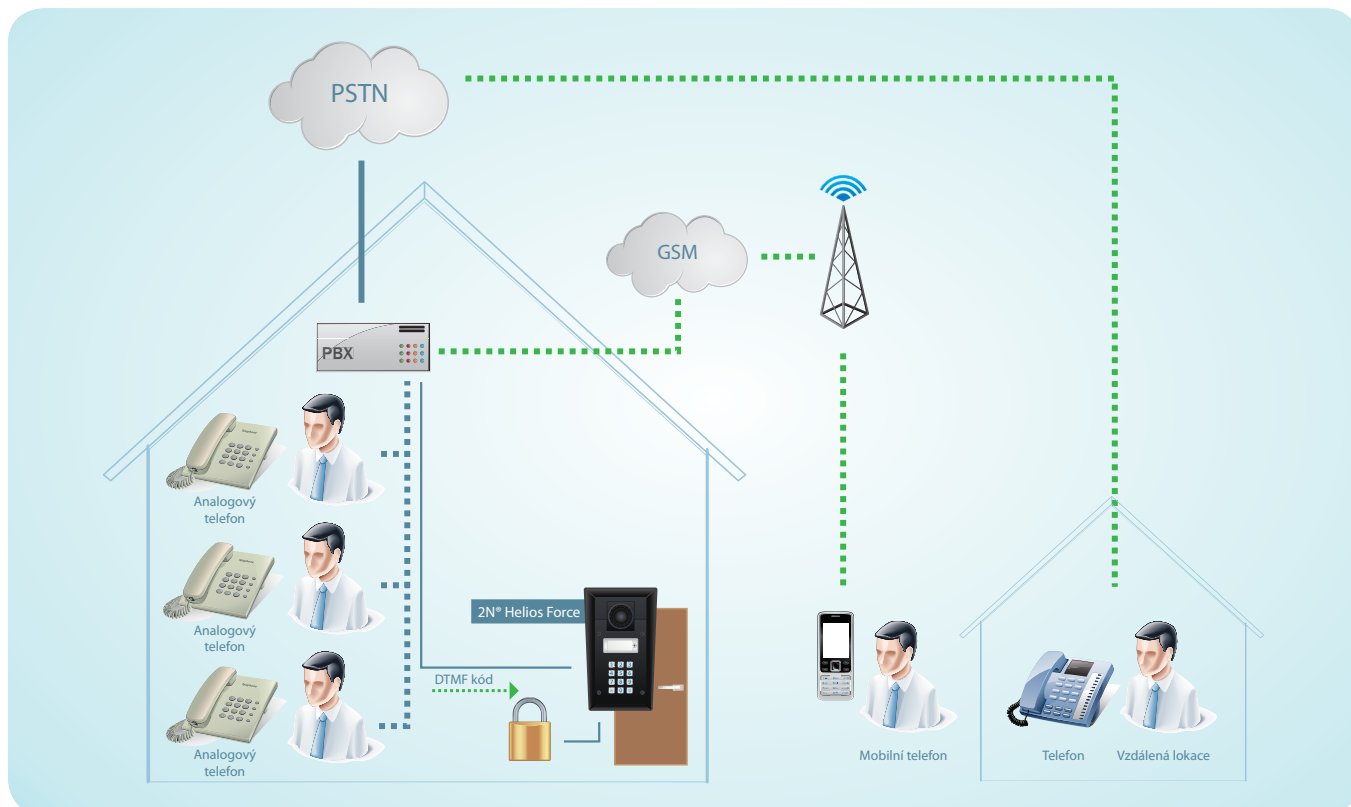 PSTN
GSM
PBX
Analogový
telefon
Analogový
telefon
2N® Helios Force
DTMF kód
Analogový
telefon
Mobilní telefon
Telefon
Vzdálená lokace